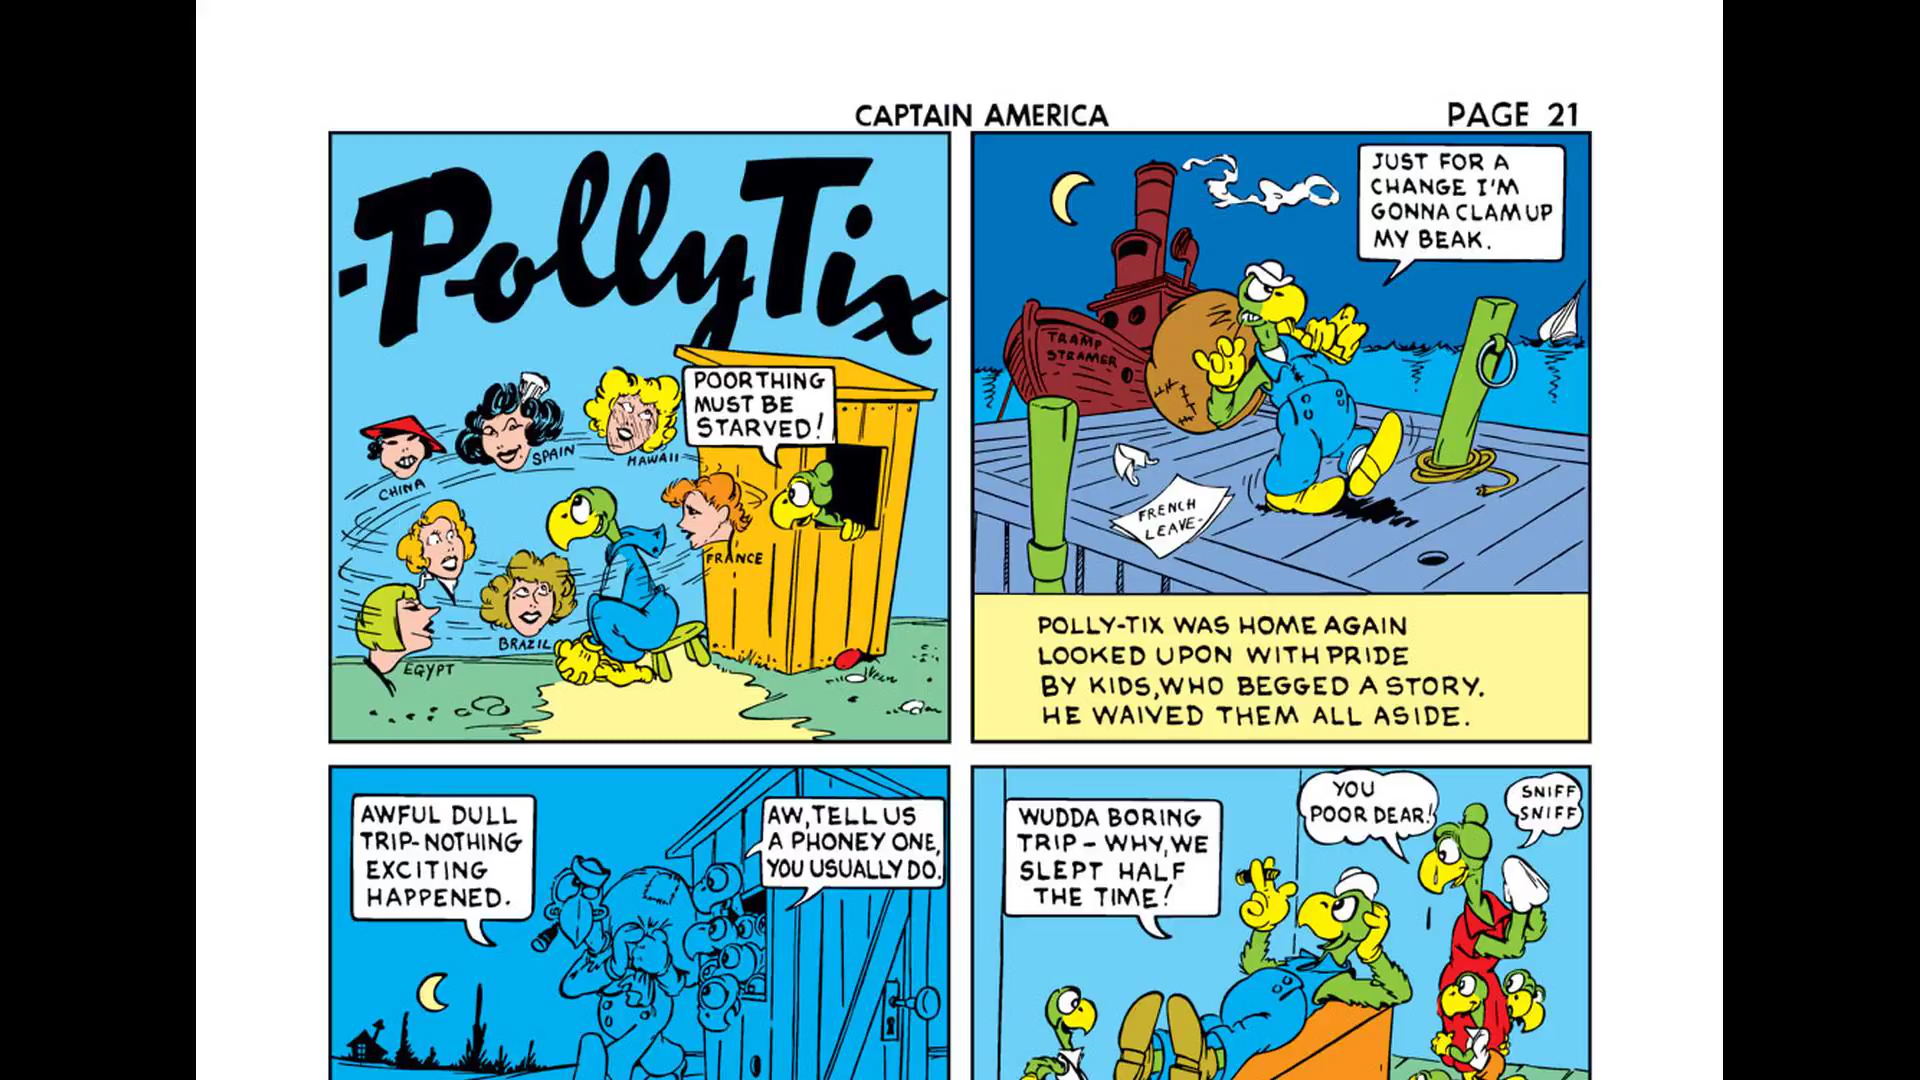 CAPTAIN AMERICA
PAGE 21
-Polly Tix
POOR THING
MUST BE
STARVED!
CHINA
SPAIN
HAWAII
FRANCE
BRAZIL
EGYPT
JUST FOR A
CHANGE I'M
GONNA CLAM UP
MY BEAK.
TRAMP
STEAMER
FRENCH
LEAVE-
POLLY-TIX WAS HOME AGAIN
LOOKED UPON WITH PRIDE
BY KIDS, WHO BEGGED A STORY.
HE WAIVED THEM ALL ASIDE.
AWFUL DULL
TRIP-NOTHING
EXCITING
HAPPENED.
AW, TELL US
A PHONEY ONE,
YOU USUALLY DO.
WUDDA BORING
TRIP - WHY, WE
SLEPT HALF
THE TIME!
YOU
POOR DEAR!
SNIFF
SNIFF